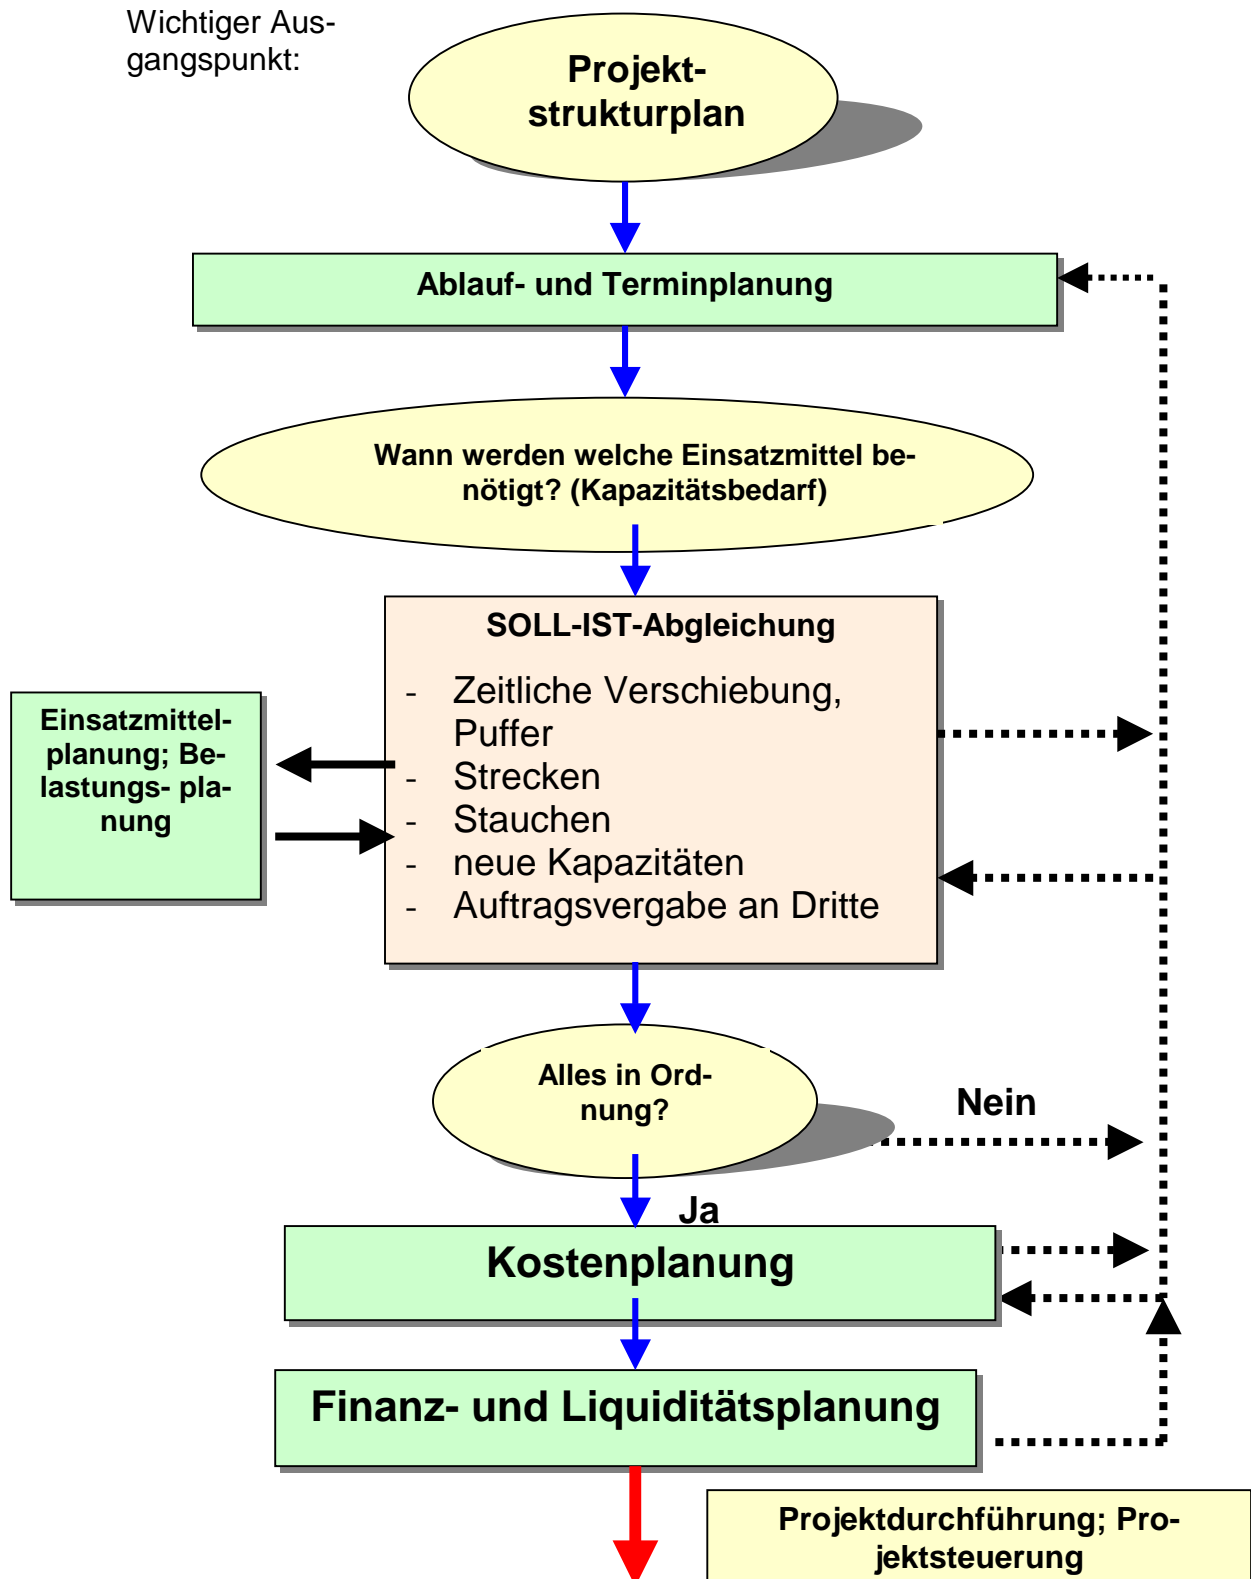 Wichtiger Aus-
gangspunkt:
Projekt-
strukturplan
Ablauf- und Terminplanung
Wann werden welche Einsatzmittel be-
nötigt? (Kapazitätsbedarf)
SOLL-IST-Abgleichung
- Zeitliche Verschiebung,
Puffer
- Strecken
- Stauchen
- neue Kapazitäten
- Auftragsvergabe an Dritte
Einsatzmittel-
planung; Be-
lastungs- pla-
nung
Alles in Ord-
nung?
Nein
Ja
Kostenplanung
Finanz- und Liquiditätsplanung
Projektdurchführung; Pro-
jektsteuerung